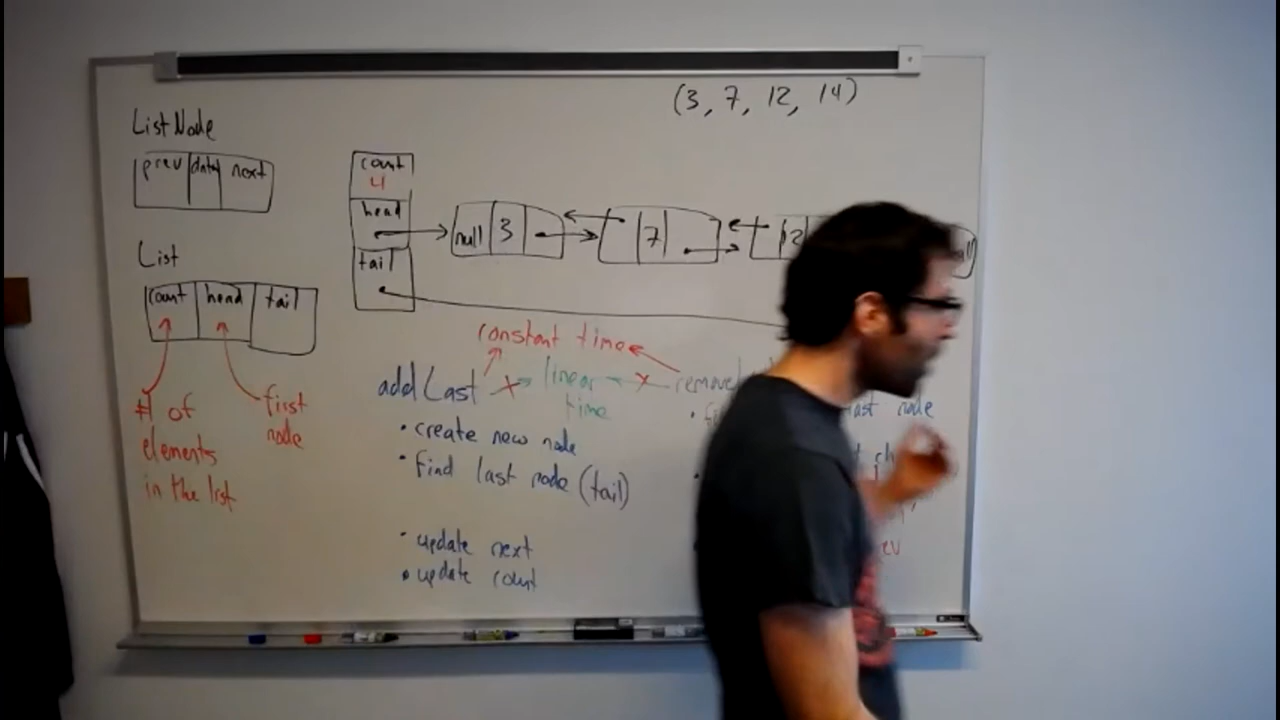 (3, 7, 12, 14)
ListNode
prev data next
List
count head tail
# of
elements
in the list
first
node
count
4
head
tail
null 3
7
12
constant time
addLast
linear
time
• create new node
• find last node (tail)
• update next
• update count
remove
last node